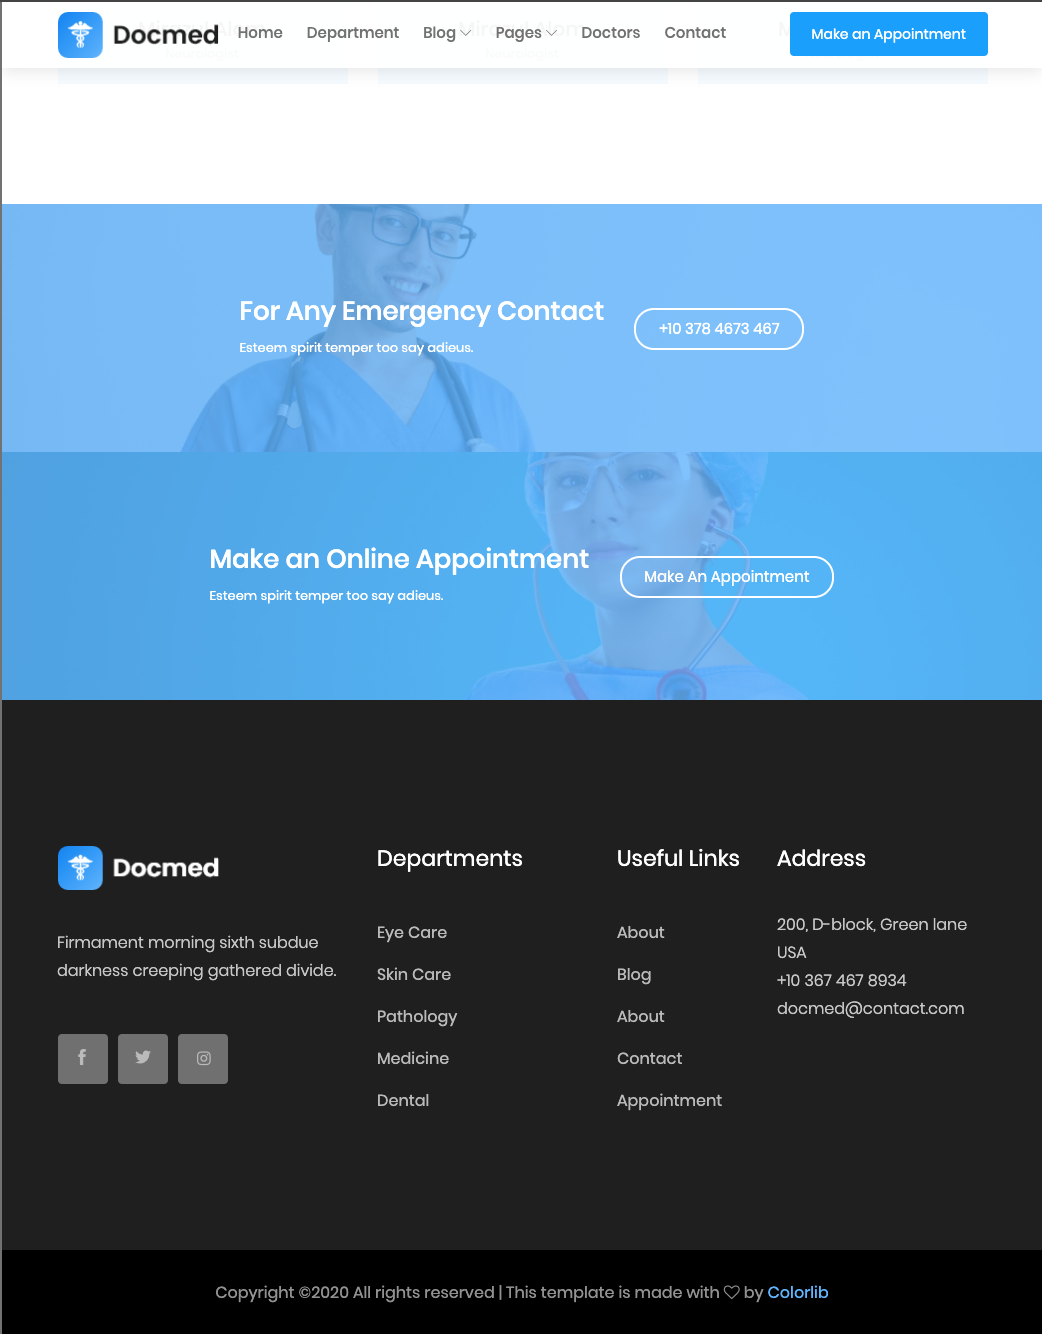 Docmed
Home Department Blog Pages Doctors Contact
Make an Appointment
For Any Emergency Contact
Esteem spirit temper too say adieus.
+10 378 4673 467
Make an Online Appointment
Esteem spirit temper too say adieus.
Make An Appointment
Docmed
Firmament morning sixth subdue
darkness creeping gathered divide.
Departments
Eye Care
Skin Care
Pathology
Medicine
Dental
Useful Links
About
Blog
About
Contact
Appointment
Address
200, D-block, Green lane
USA
+10 367 467 8934
docmed@contact.com
Copyright ©2020 All rights reserved | This template is made with ♡ by Colorlib